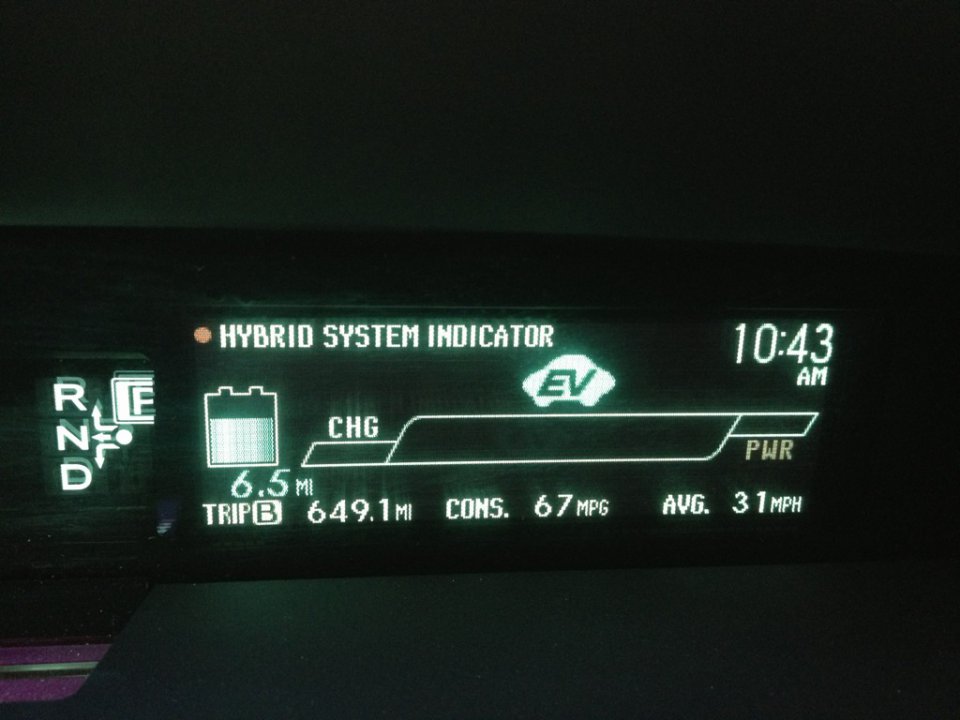 HYBRID SYSTEM INDICATOR
10:43
AM
EV
R
N
D
CHG
PWR
6.5 MI
TRIP B 649.1 MI CONS. 67 MPG AVG. 31 MPH